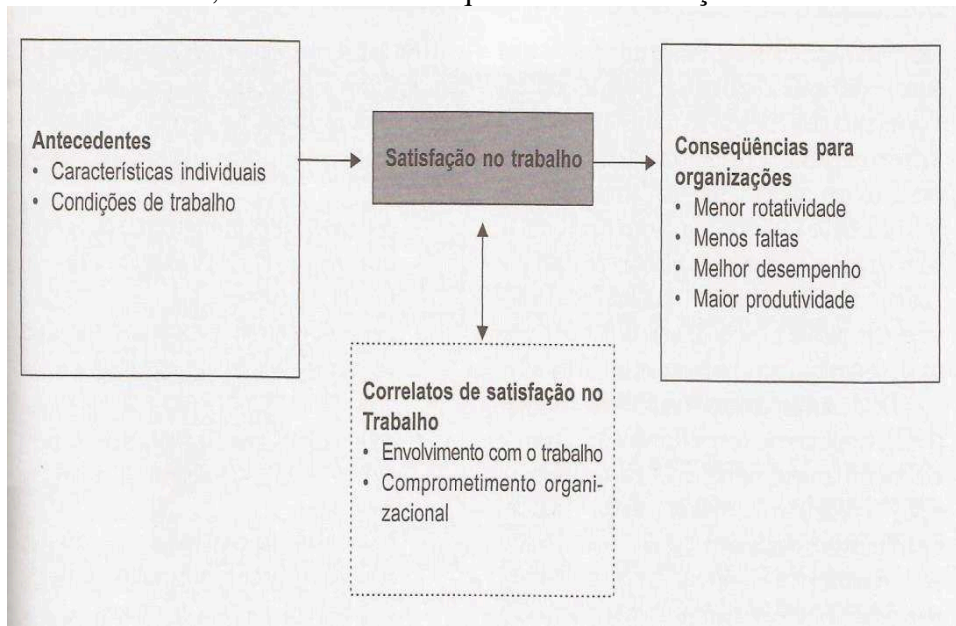 Antecedentes
• Características individuais
• Condições de trabalho
Satisfação no trabalho
Conseqüências para
organizações
• Menor rotatividade
• Menos faltas
• Melhor desempenho
• Maior produtividade
Correlatos de satisfação no
Trabalho
• Envolvimento com o trabalho
• Comprometimento organi-
zacional